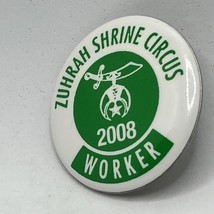 ZUHRAH SHRINE CIRCUS
2008
WORKER